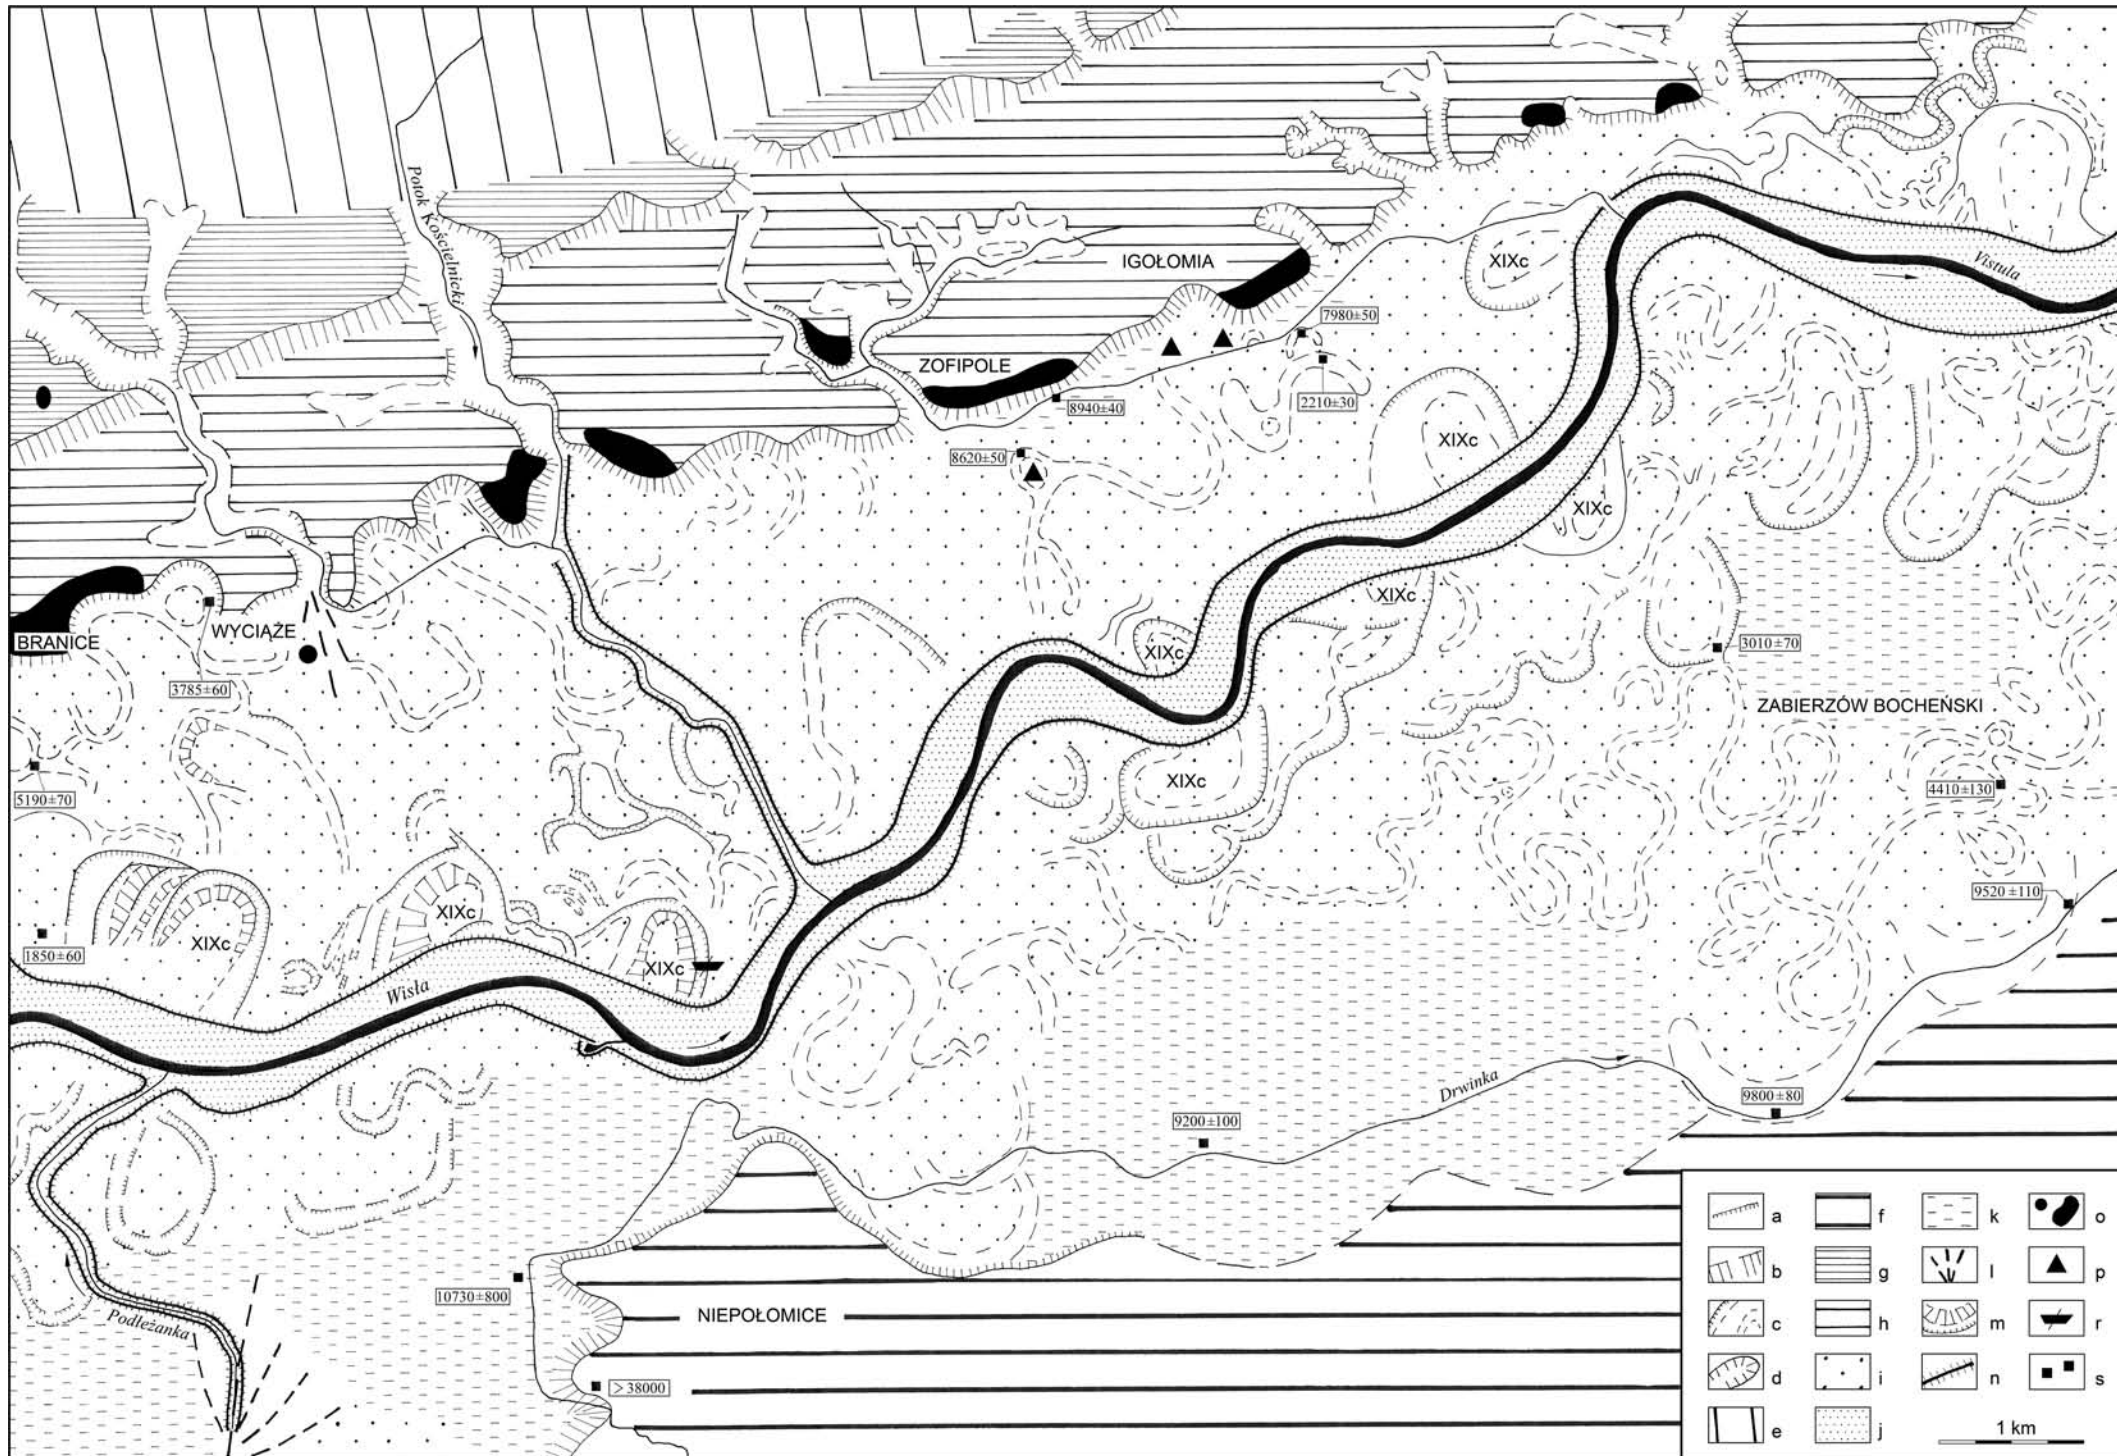 Potok Kościelnicki
IGOŁOMIA
XIXc
Vistula
7980±50
ZOFIPOLE
8940±40
2210±30
8620±50
XIXc
XIXc
XIXc
BRANICE
WYCIĄŻE
XIXc
3010±70
3785±60
ZABIERZÓW BOCHEŃSKI
5190±70
XIXc
4410±130
9520±110
XIXc
XIXc
1850±60
XIXc
Wisła
Drwinka
9800±80
9200±100
10730±800
NIEPOŁOMICE
Podłeżanka
>38000
a
f
k
o
b
g
l
p
c
h
m
r
d
i
n
s
e
j
1 km